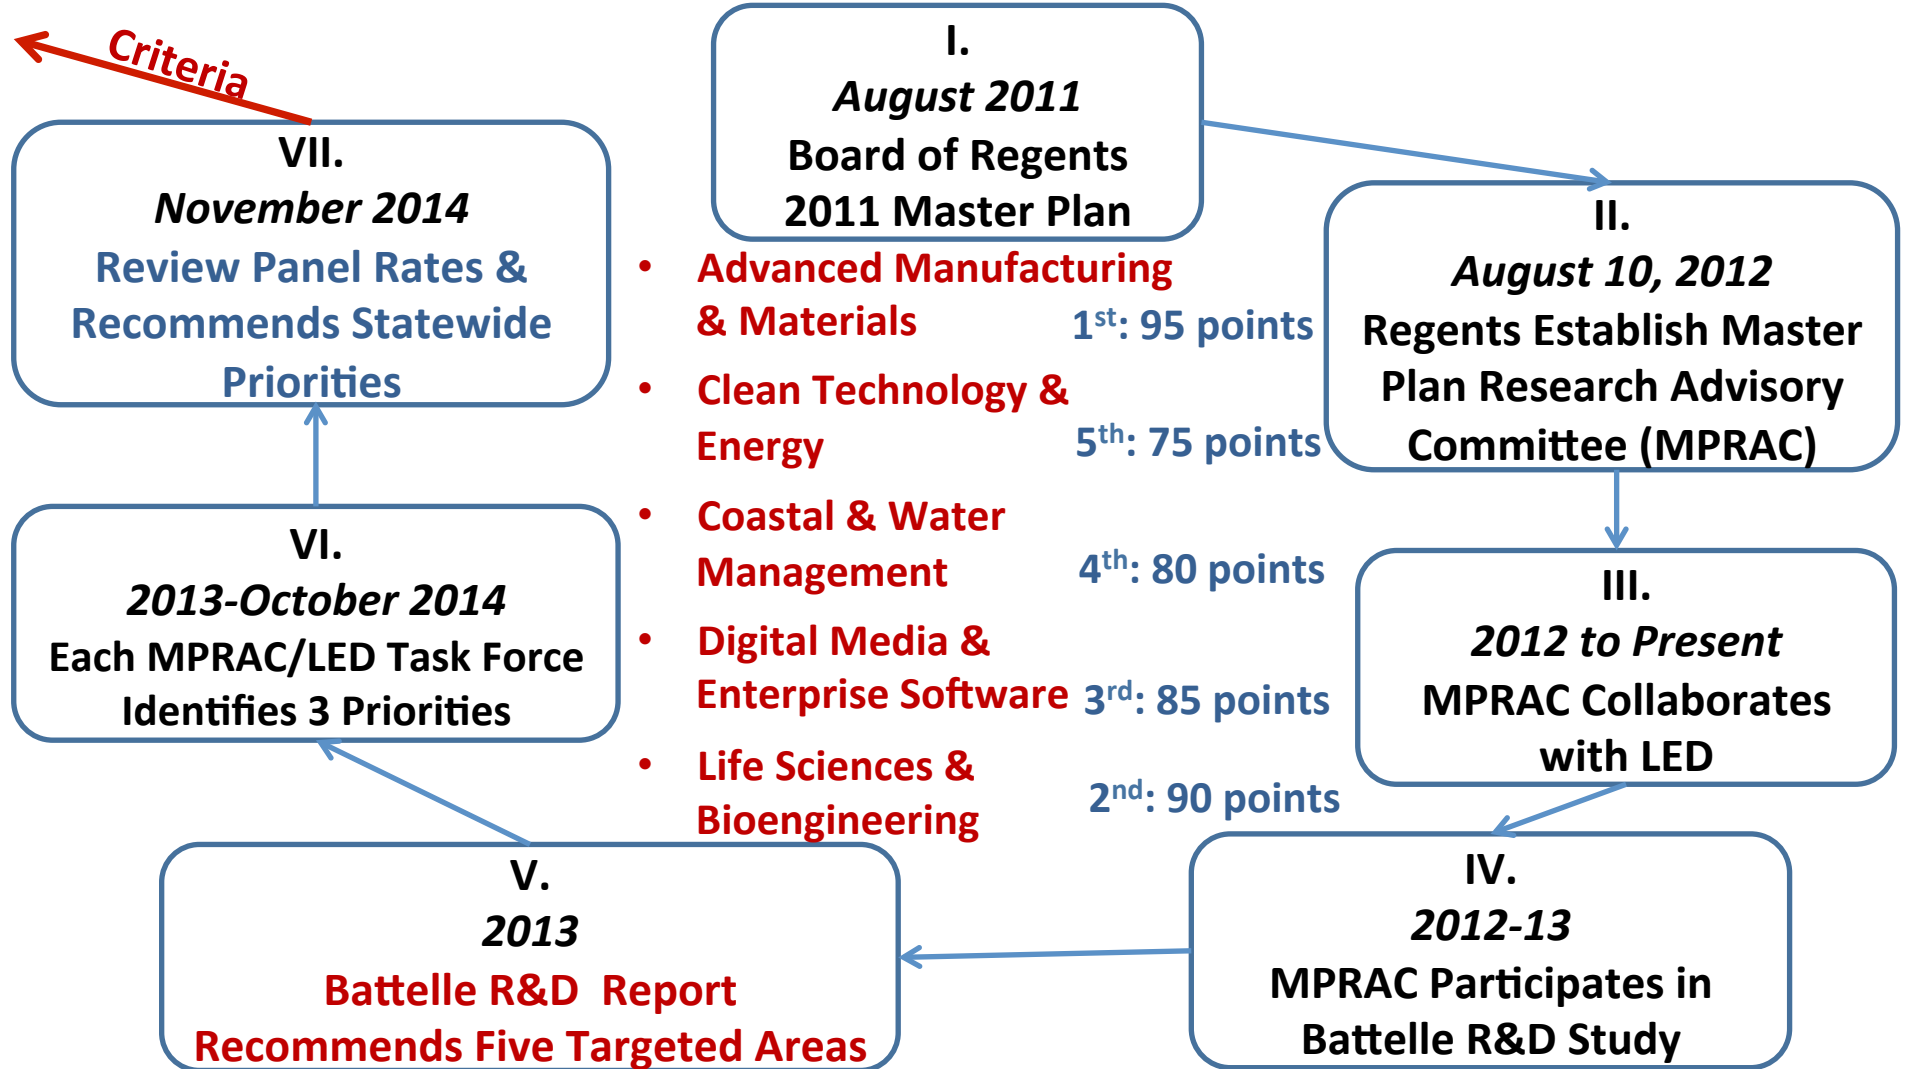 Criteria
I.
August 2011
Board of Regents
2011 Master Plan
II.
August 10, 2012
Regents Establish Master
Plan Research Advisory
Committee (MPRAC)
III.
2012 to Present
MPRAC Collaborates
with LED
IV.
2012-13
MPRAC Participates in
Battelle R&D Study
V.
2013
Battelle R&D Report
Recommends Five Targeted Areas
VI.
2013-October 2014
Each MPRAC/LED Task Force
Identifies 3 Priorities
VII.
November 2014
Review Panel Rates &
Recommends Statewide
Priorities
• Advanced Manufacturing
& Materials 1st: 95 points
• Clean Technology &
Energy 5th: 75 points
• Coastal & Water
Management 4th: 80 points
• Digital Media &
Enterprise Software 3rd: 85 points
• Life Sciences &
Bioengineering 2nd: 90 points